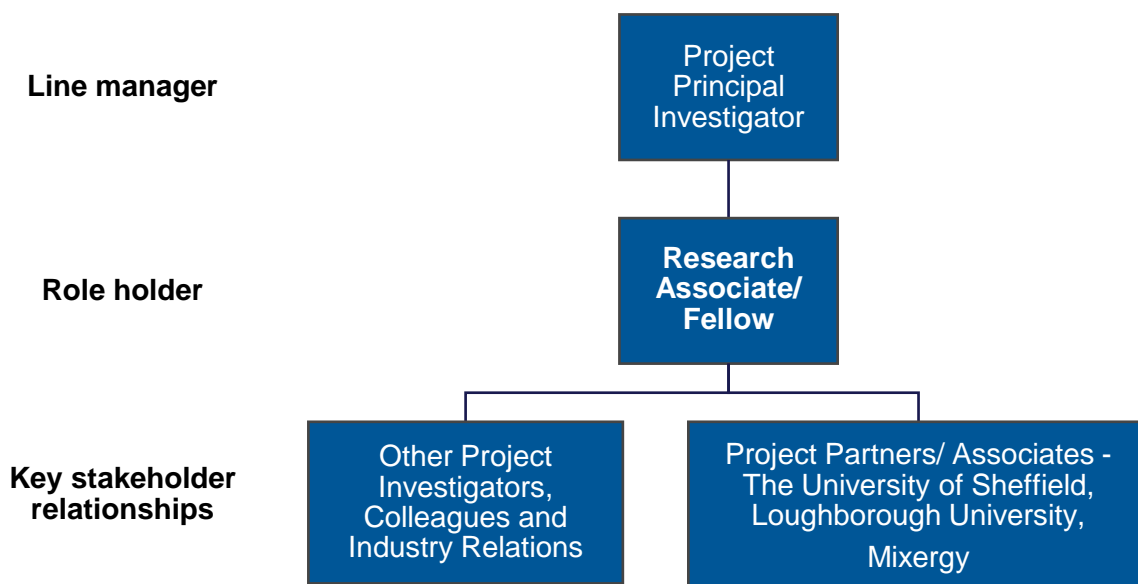 Line manager
Project
Principal
Investigator
Role holder
Research
Associate/
Fellow
Key stakeholder
relationships
Other Project
Investigators,
Colleagues and
Industry Relations
Project Partners/ Associates -
The University of Sheffield,
Loughborough University,
Mixergy